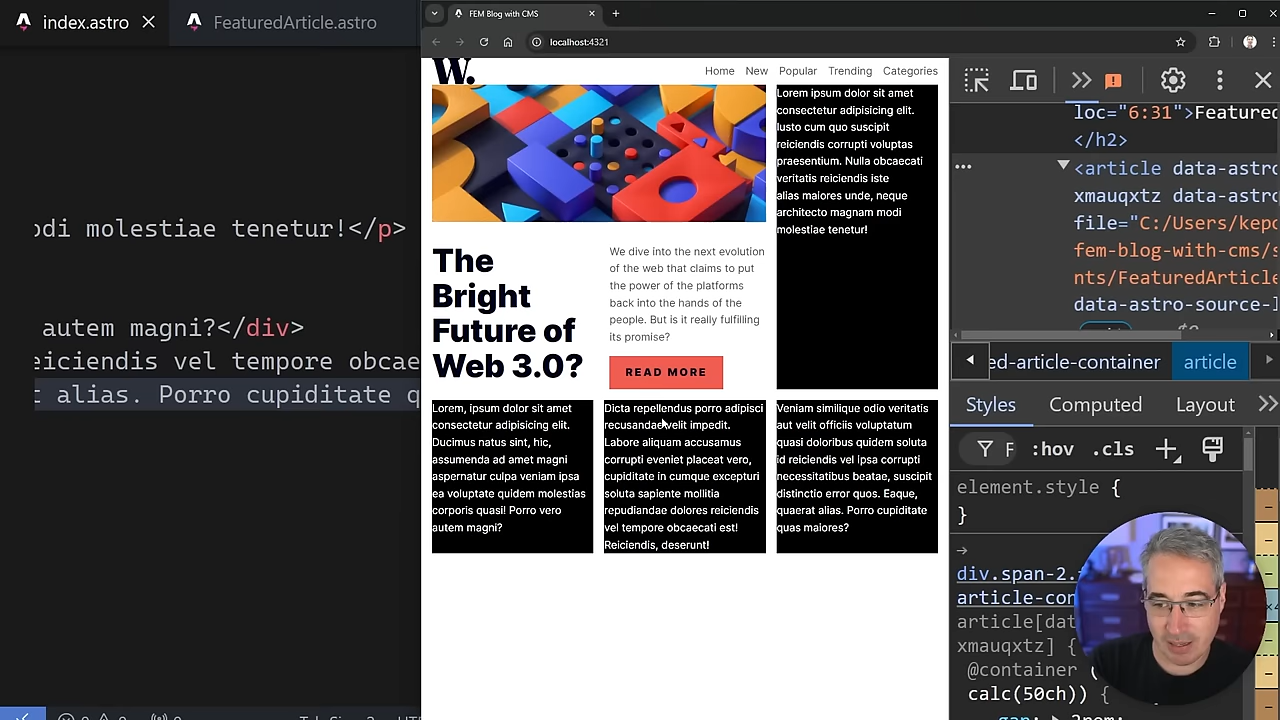 index.astro
FeaturedArticle.astro
FEM Blog with CMS
localhost:4321
odi molestiae tenetur!</p>
autem magni?</div>
eiciendis vel tempore obcae
t alias. Porro cupiditate q
W.
Home New Popular Trending Categories
Lorem ipsum dolor sit amet
consectetur adipisicing elit.
Iusto cum quo suscipit
reiciendis corrupti voluptas
praesentium. Nulla obcaecati
veritatis reiciendis iste
alias maiores unde, neque
architecto magnam modi
molestiae tenetur!
The
Bright
Future of
Web 3.0?
We dive into the next evolution
of the web that claims to put
the power of the platforms
back into the hands of the
people. But is it really fulfilling
its promise?
READ MORE
Lorem, ipsum dolor sit amet
consectetur adipisicing elit.
Ducimus natus sint, hic,
assumenda ad amet magni
aspernatur culpa veniam ipsa
ea voluptate quidem molestias
corporis quasi! Porro vero
autem magni?
Dicta repellendus porro adipisci
recusandae velit impedit.
Labore aliquam accusamus
corrupti eveniet placeat vero,
cupiditate in cumque excepturi
soluta sapiente mollitia
repudiandae dolores reiciendis
vel tempore obcaecati est!
Reiciendis, deserunt!
Veniam similique odio veritatis
aut velit officiis voluptatum
quasi doloribus quidem soluta
id reiciendis vel ipsa corrupti
necessitatibus beatae, suscipit
distinctio error quos. Eaque,
quaerat alias. Porro cupiditate
quas maiores?
loc="6:31">Featured
</h2>
<article data-astro
xmauqxtz data-astro
file="C:/Users/kepo
fem-blog-with-cms/s
nts/FeaturedArticle
data-astro-source-l
ed-article-container article
Styles Computed Layout
F :hov .cls
element.style {
}
div.span-2.
article-con
article[dat
xmauqxtz] {
@container (
calc(50ch)) {